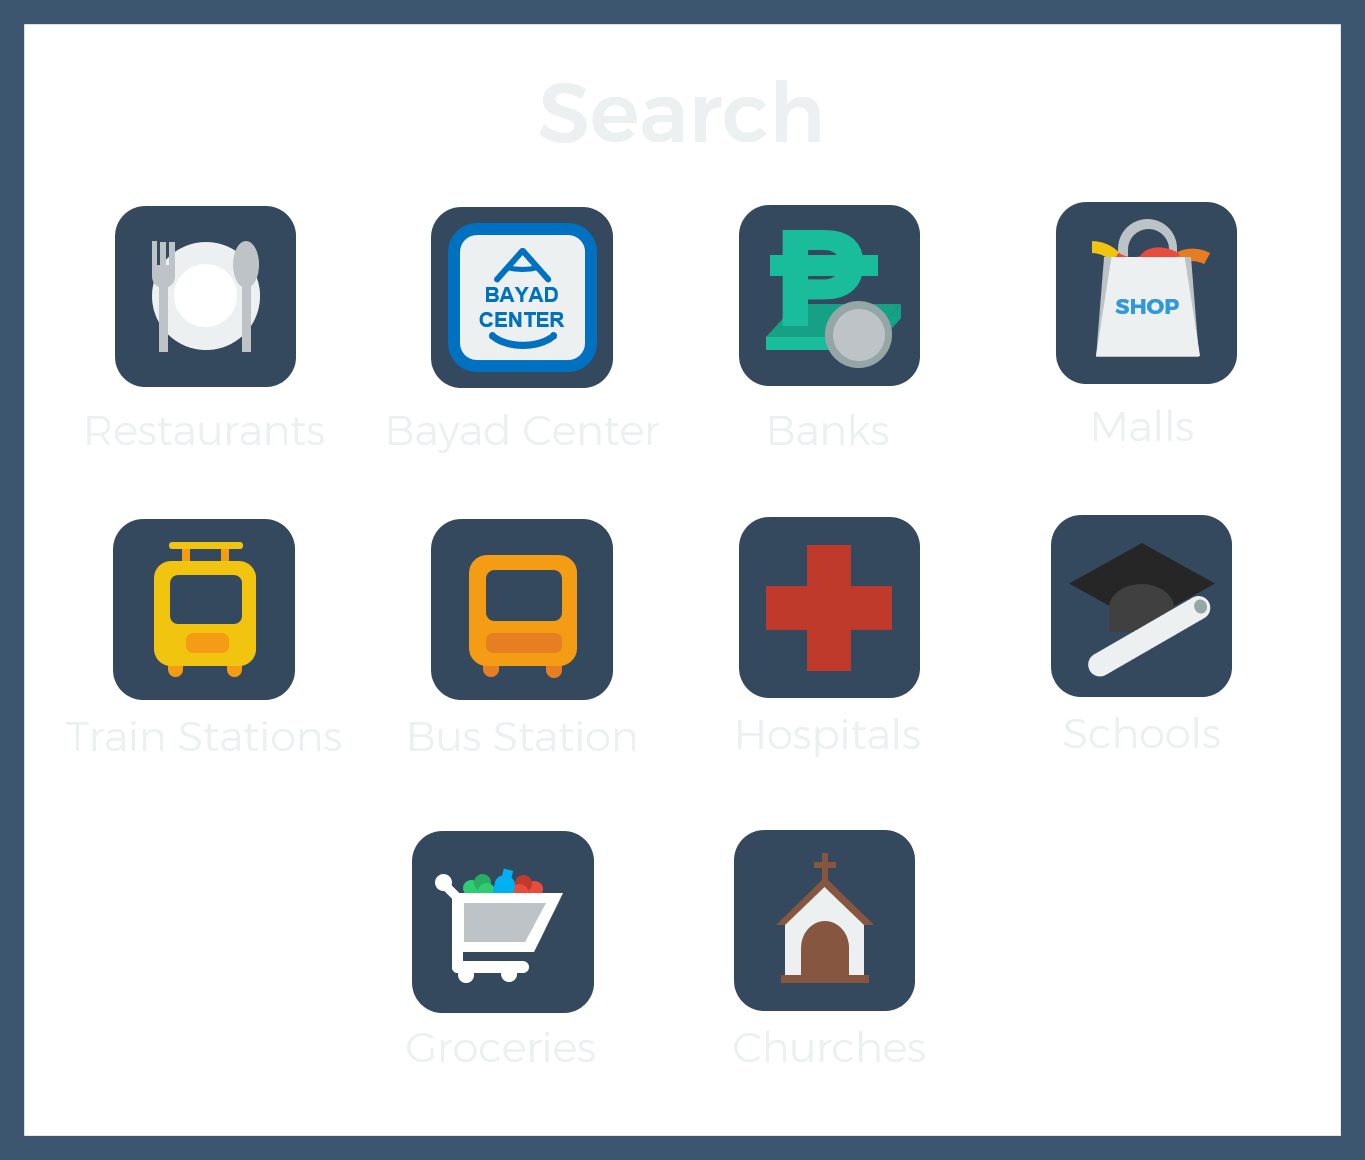 Search
BAYAD
CENTER
SHOP
Restaurants
Bayad Center
Banks
Malls
Train Stations
Bus Station
Hospitals
Schools
Groceries
Churches